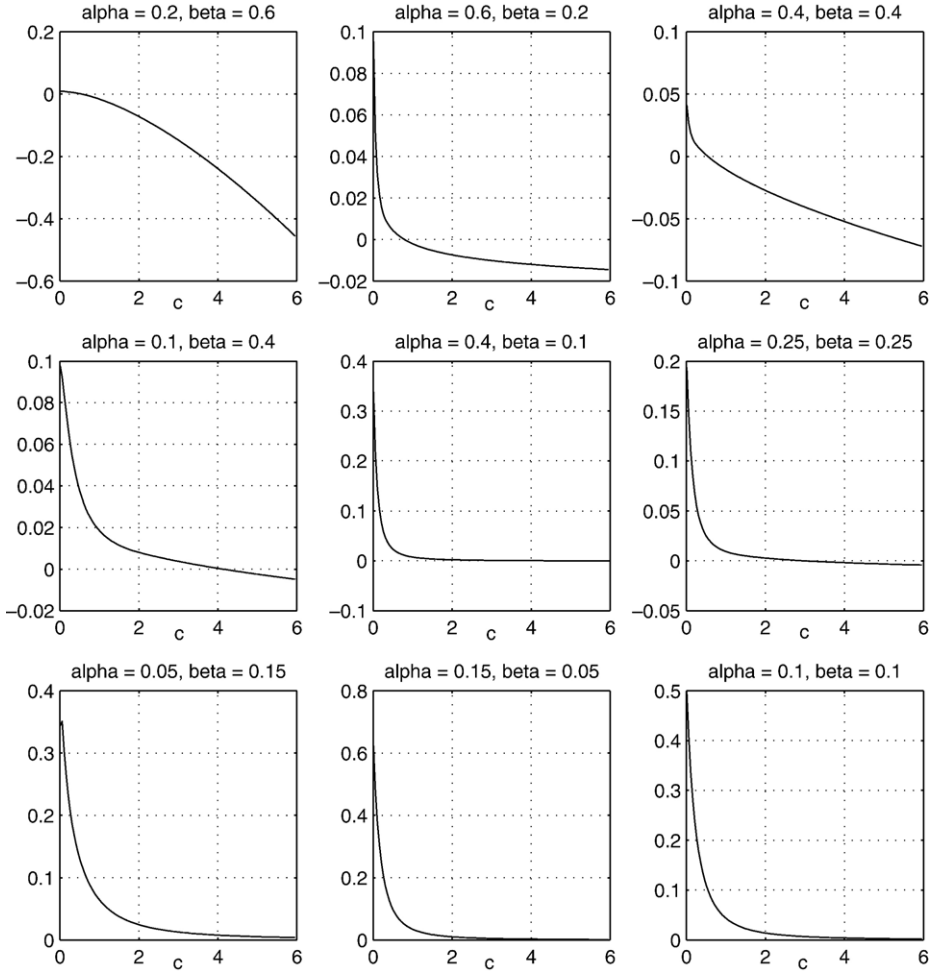 alpha = 0.2, beta = 0.6
0.2
0
−0.2
−0.4
−0.6
0 2 4 6
c
alpha = 0.6, beta = 0.2
0.1
0.08
0.06
0.04
0.02
0
−0.02
0 2 4 6
c
alpha = 0.4, beta = 0.4
0.1
0.05
0
−0.05
−0.1
0 2 4 6
c
alpha = 0.1, beta = 0.4
0.1
0.08
0.06
0.04
0.02
0
−0.02
0 2 4 6
c
alpha = 0.4, beta = 0.1
0.4
0.3
0.2
0.1
0
−0.1
0 2 4 6
c
alpha = 0.25, beta = 0.25
0.2
0.15
0.1
0.05
0
−0.05
0 2 4 6
c
alpha = 0.05, beta = 0.15
0.4
0.3
0.2
0.1
0
0 2 4 6
c
alpha = 0.15, beta = 0.05
0.8
0.6
0.4
0.2
0
0 2 4 6
c
alpha = 0.1, beta = 0.1
0.5
0.4
0.3
0.2
0.1
0
0 2 4 6
c